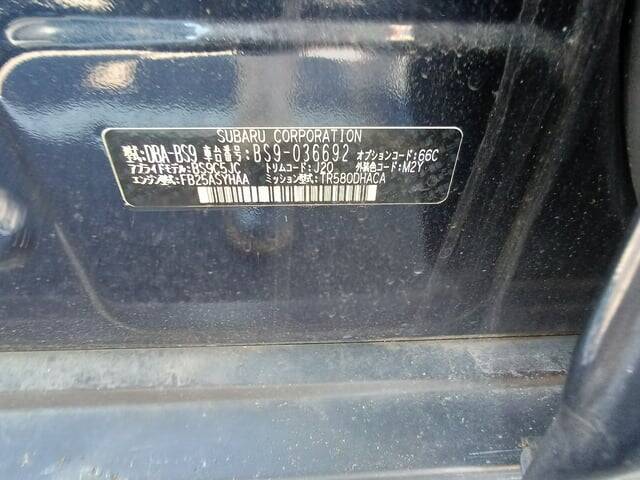 SUBARU CORPORATION
型式:DBA-BS9 車台番号:BS9-036692 オプションコード:66C
アプライドモデル:BS9C5JC トリムコード:J20 外装色コード:M2Y
エンジン型式:FB25ASYHAA ミッション型式:TR580DHACA